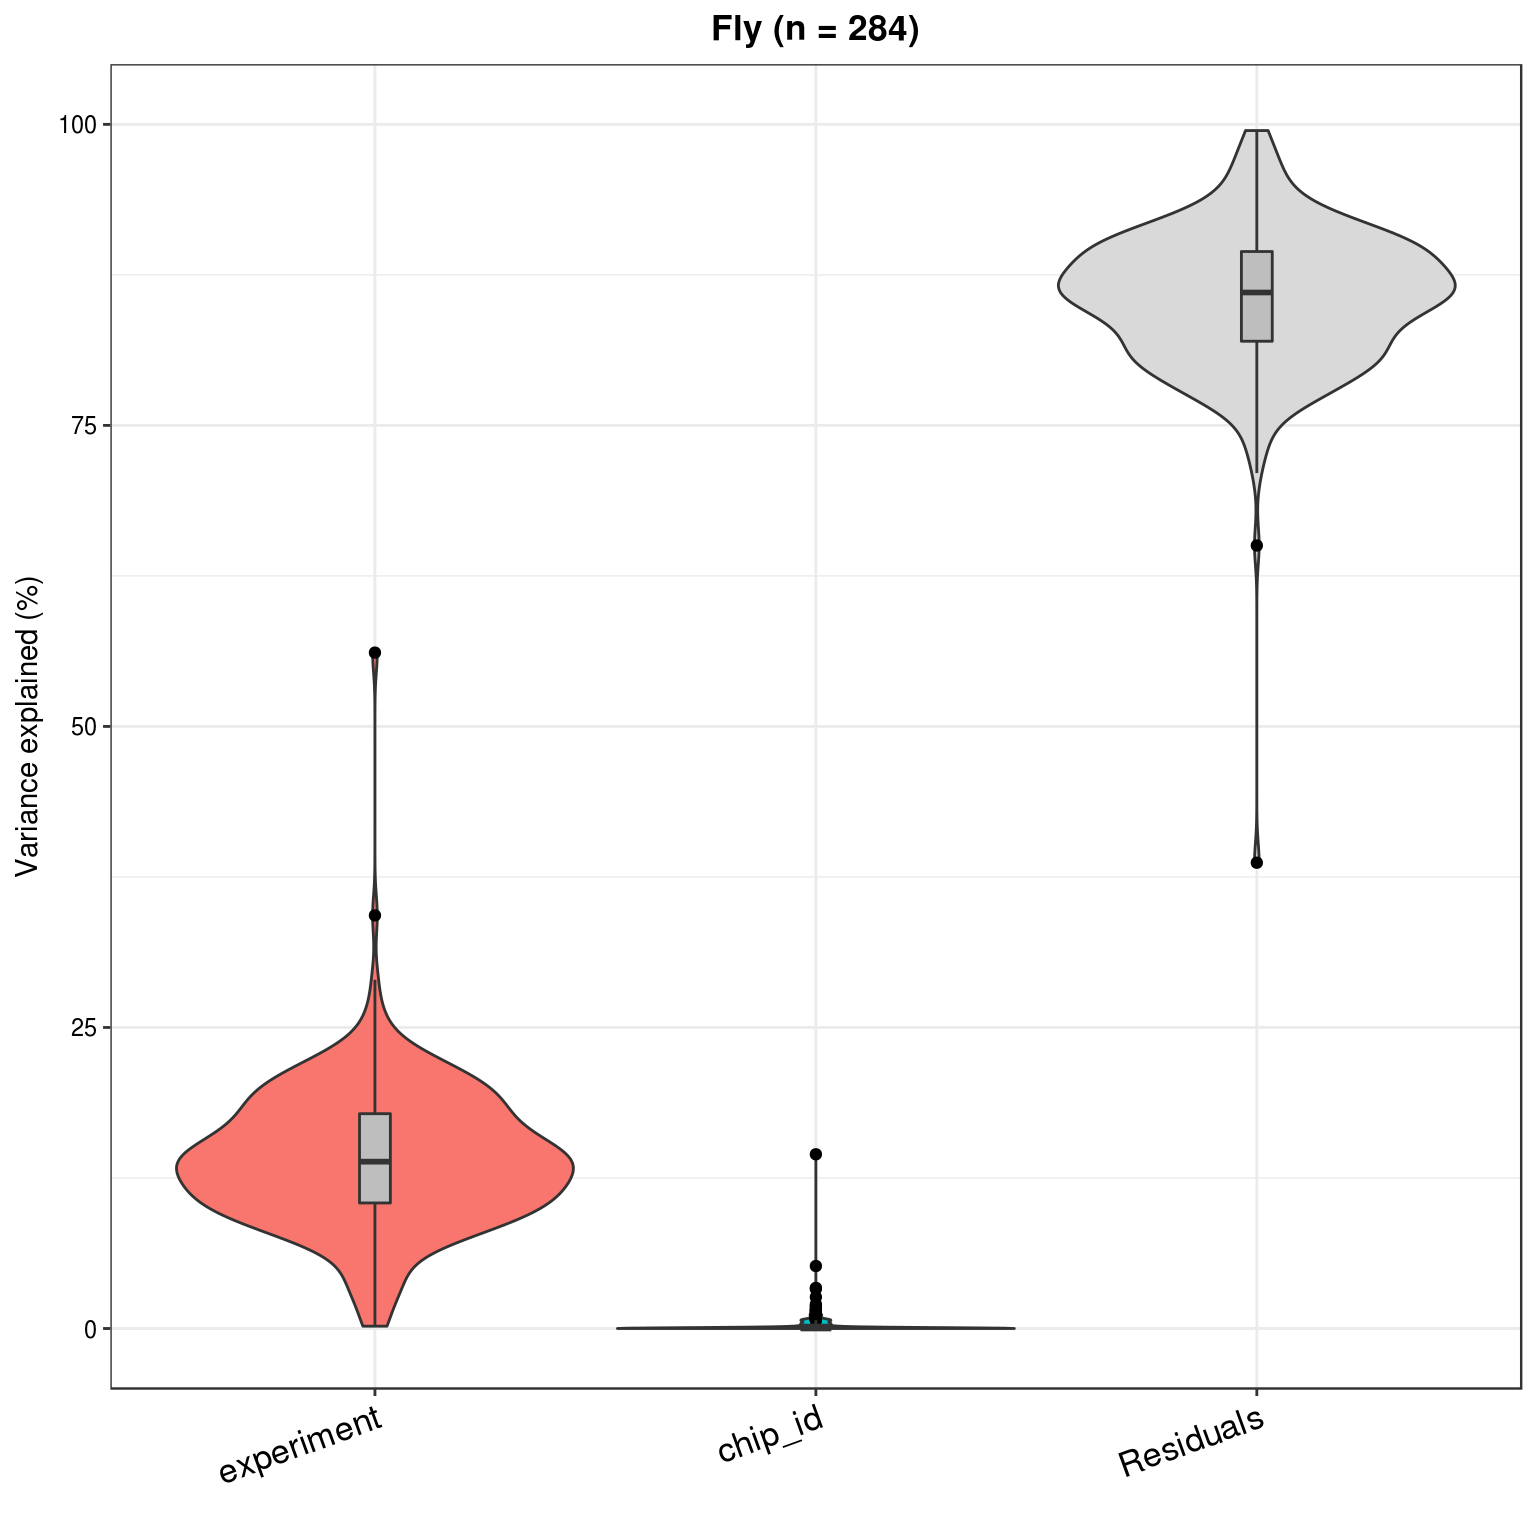 Fly (n = 284)
Variance explained (%)
100
75
50
25
0
experiment
chip_id
Residuals